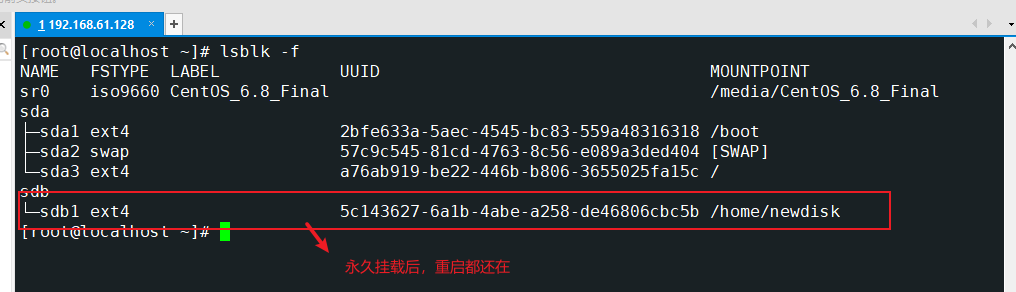 1 192.168.61.128 × +
[root@localhost ~]# lsblk -f
NAME FSTYPE LABEL UUID MOUNTPOINT
sr0 iso9660 CentOS_6.8_Final /media/CentOS_6.8_Final
sda
├─sda1 ext4 2bfe633a-5aec-4545-bc83-559a48316318 /boot
├─sda2 swap 57c9c545-81cd-4763-8c56-e089a3ded404 [SWAP]
└─sda3 ext4 a76ab919-be22-446b-b806-3655025fa15c /
sdb
└─sdb1 ext4 5c143627-6a1b-4abe-a258-de46806cbc5b /home/newdisk
[root@localhost ~]#
永久挂载后，重启都还在